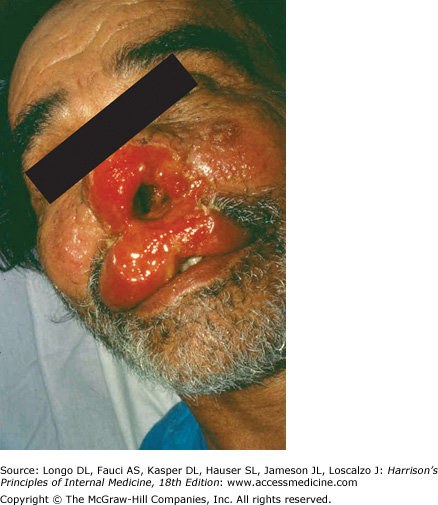 Source: Longo DL, Fauci AS, Kasper DL, Hauser SL, Jameson JL, Loscalzo J: Harrison's
Principles of Internal Medicine, 18th Edition: www.accessmedicine.com
Copyright © The McGraw-Hill Companies, Inc. All rights reserved.